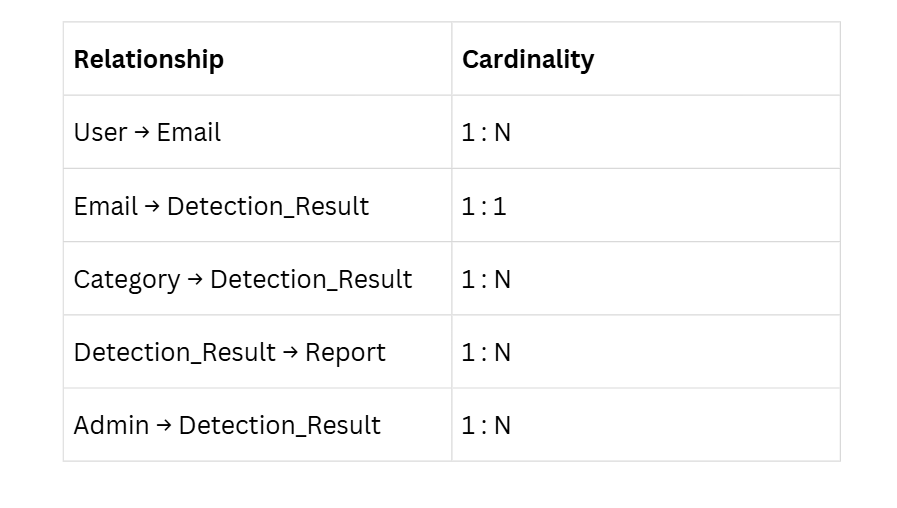 Relationship Cardinality
User → Email 1 : N
Email → Detection_Result 1 : 1
Category → Detection_Result 1 : N
Detection_Result → Report 1 : N
Admin → Detection_Result 1 : N